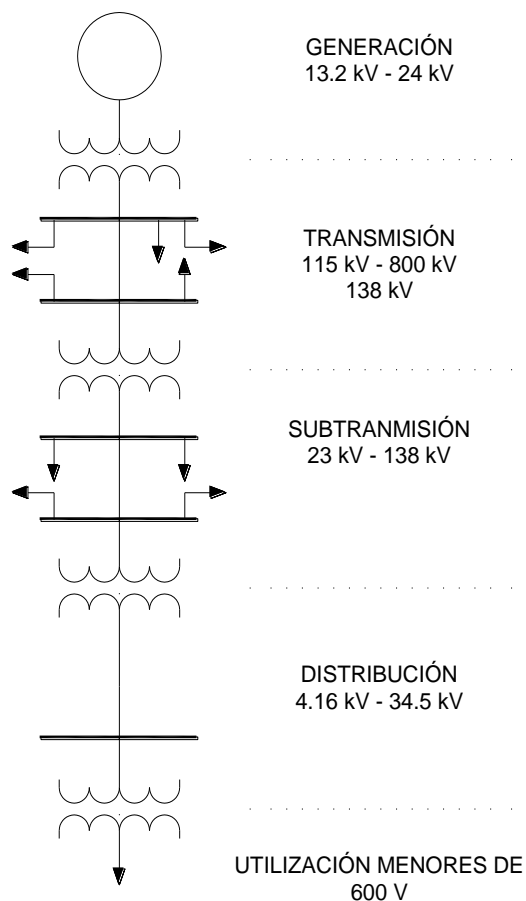 GENERACIÓN
13.2 kV - 24 kV
TRANSMISIÓN
115 kV - 800 kV
138 kV
SUBTRANMISIÓN
23 kV - 138 kV
DISTRIBUCIÓN
4.16 kV - 34.5 kV
UTILIZACIÓN MENORES DE
600 V